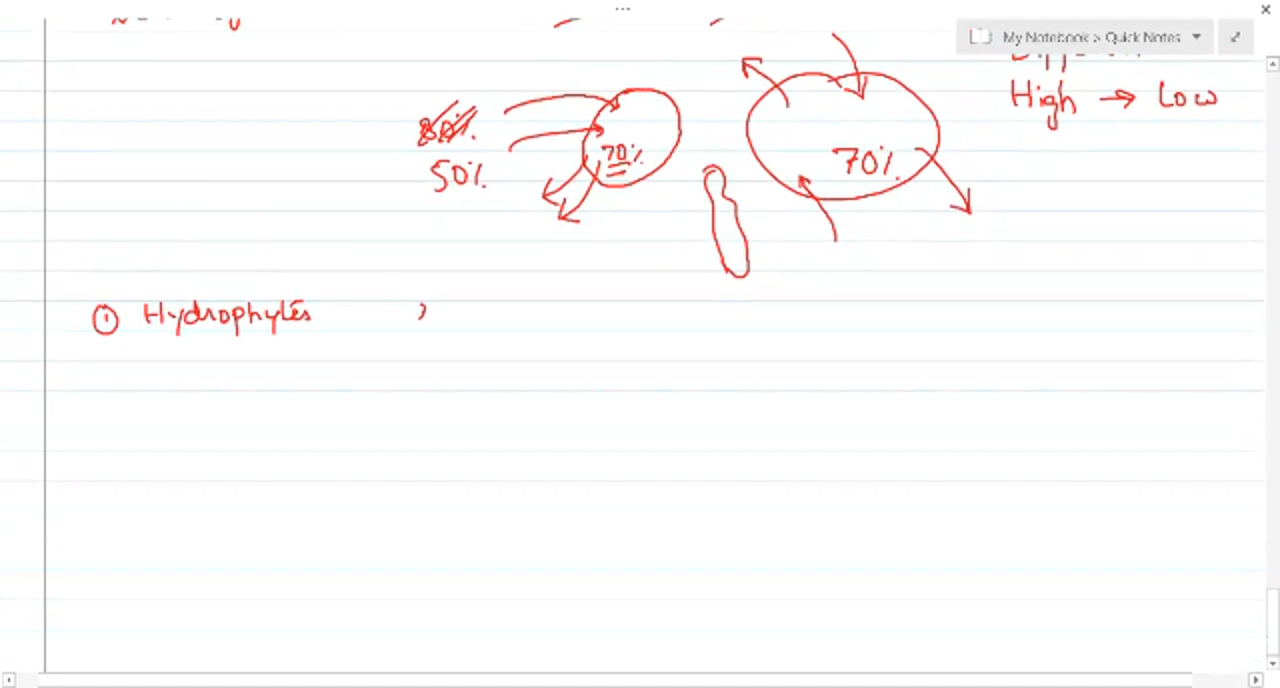 My Notebook > Quick Notes
High → Low
80%
50%
70%
70%
① Hydrophytes